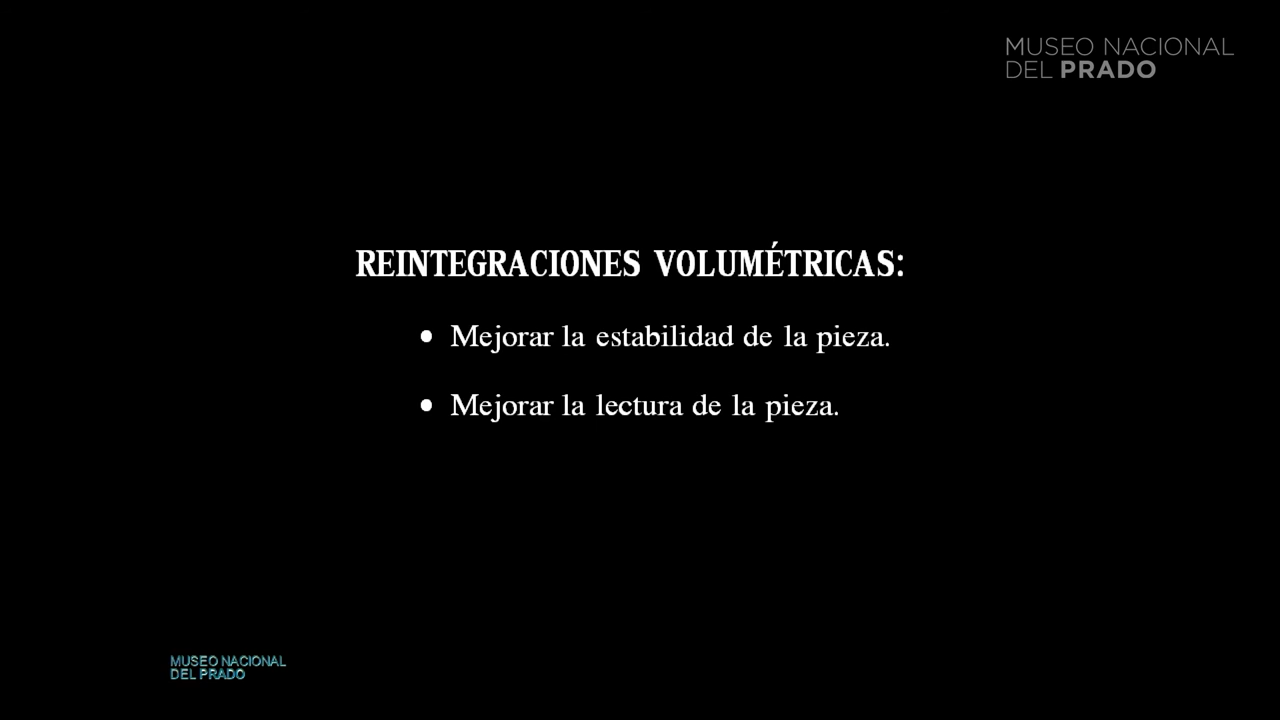 MUSEO NACIONAL
DEL PRADO
REINTEGRACIONES VOLUMÉTRICAS:
• Mejorar la estabilidad de la pieza.
• Mejorar la lectura de la pieza.
MUSEO NACIONAL
DEL PRADO